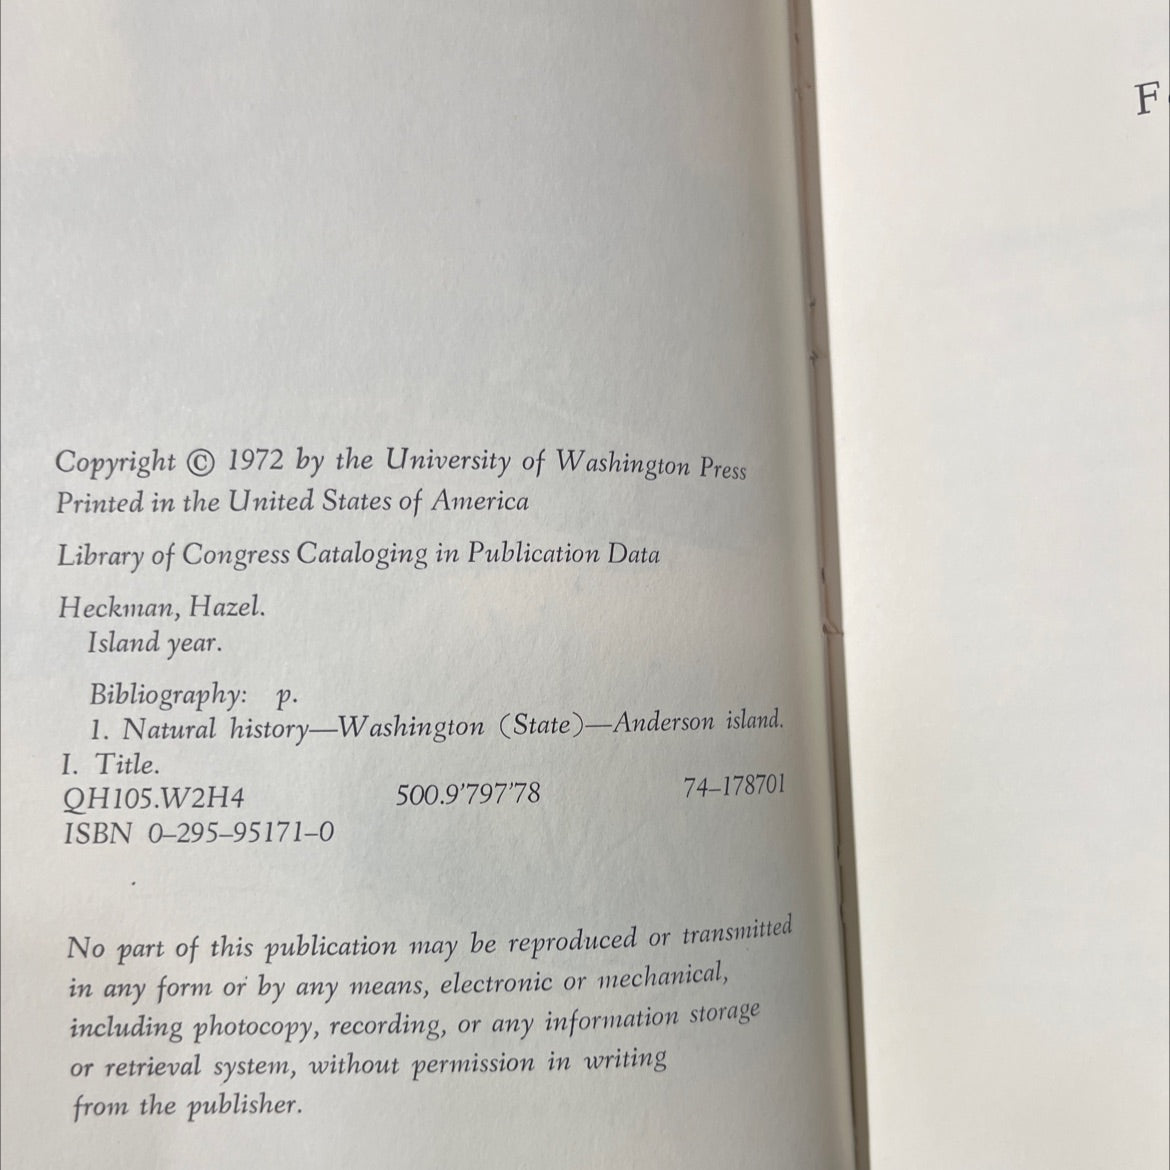 Copyright © 1972 by the University of Washington Press
Printed in the United States of America
Library of Congress Cataloging in Publication Data
Heckman, Hazel.
Island year.
Bibliography: p.
1. Natural history—Washington (State)—Anderson island.
I. Title.
QH105.W2H4 500.9'797'78 74–178701
ISBN 0–295–95171–0
No part of this publication may be reproduced or transmitted
in any form or by any means, electronic or mechanical,
including photocopy, recording, or any information storage
or retrieval system, without permission in writing
from the publisher.